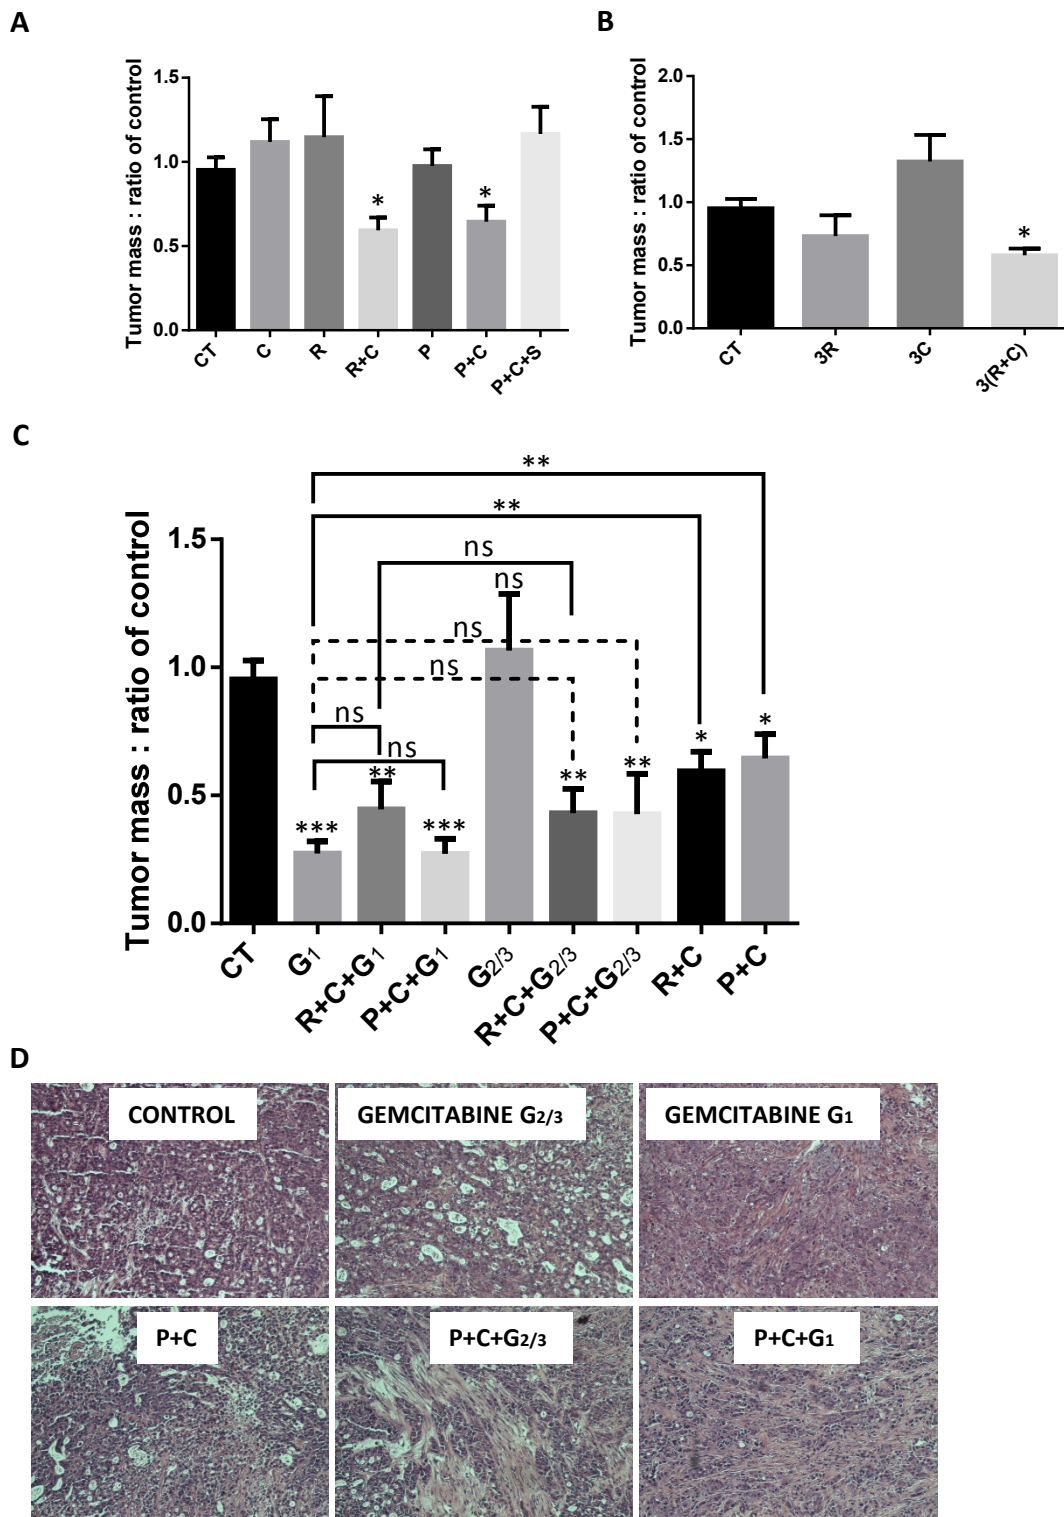 A
B
Tumor mass : ratio of control
1.5
1.0
0.5
0.0
*
*
CT
C
R
R+C
P
P+C
P+C+S
Tumor mass : ratio of control
2.0
1.5
1.0
0.5
0.0
*
CT
3R
3C
3(R+C)
C
Tumor mass : ratio of control
1.5
1.0
0.5
0.0
**
**
ns
ns
ns
ns
ns
ns
***
**
***
**
**
*
*
CT
G1
R+C+G1
P+C+G1
G2/3
R+C+G2/3
P+C+G2/3
R+C
P+C
D
CONTROL
GEMCITABINE G2/3
GEMCITABINE G1
P+C
P+C+G2/3
P+C+G1